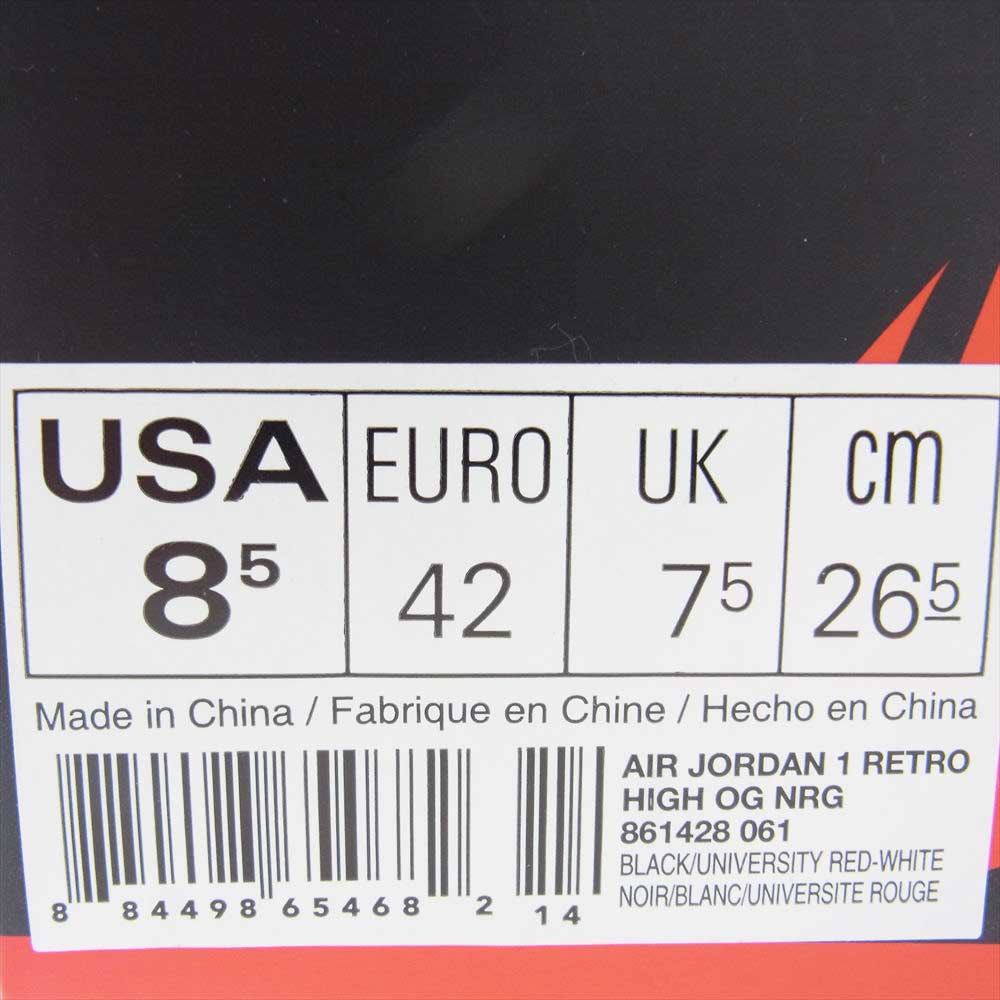 USA EURO UK cm
8⁵ 42 7⁵ 26⁵
Made in China / Fabrique en Chine / Hecho en China
AIR JORDAN 1 RETRO
HIGH OG NRG
861428 061
BLACK/UNIVERSITY RED-WHITE
NOIR/BLANC/UNIVERSITE ROUGE
8 84498 65468 2 14